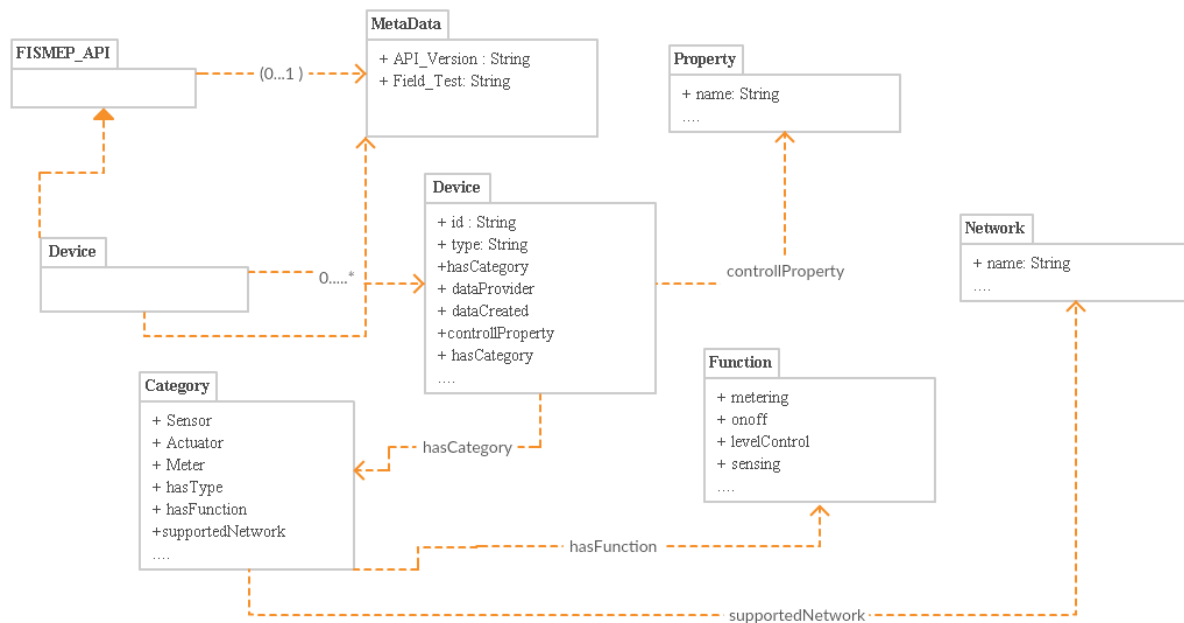 FISMEP_API
(0...1 )
MetaData
+ API_Version : String
+ Field_Test: String
Property
+ name: String
....
Device
0.....*
Device
+ id : String
+ type: String
+hasCategory
+ dataProvider
+ dataCreated
+controllProperty
+ hasCategory
....
controllProperty
Network
+ name: String
....
Category
+ Sensor
+ Actuator
+ Meter
+ hasType
+ hasFunction
+supportedNetwork
....
hasCategory
Function
+ metering
+ onoff
+ levelControl
+ sensing
....
hasFunction
supportedNetwork